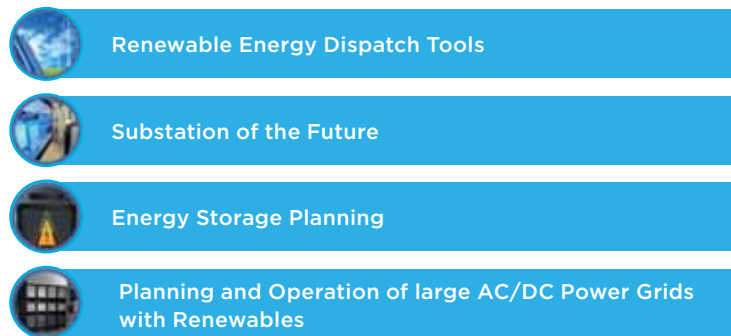 Renewable Energy Dispatch Tools
Substation of the Future
Energy Storage Planning
Planning and Operation of large AC/DC Power Grids
with Renewables